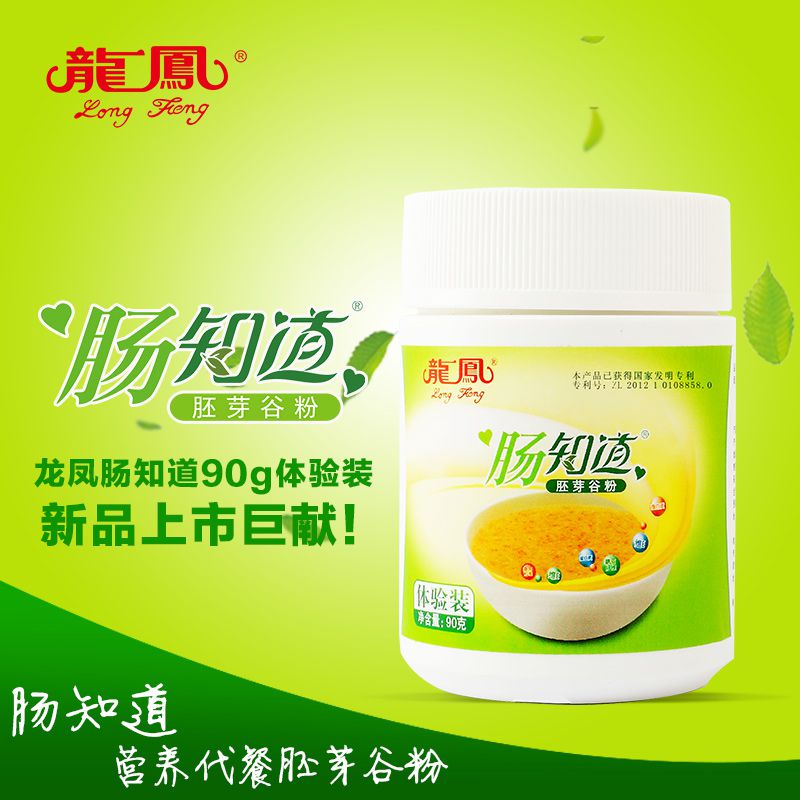 龍鳳®
Long Feng
肠知道®
胚芽谷粉
龙凤肠知道90g体验装
新品上市巨献!
龍鳳®
Long Feng
本产品已获得国家发明专利
专利号: ZL 2012 1 0108858.0
肠知道®
胚芽谷粉
体验装
净含量: 90克
肠知道
营养代餐胚芽谷粉